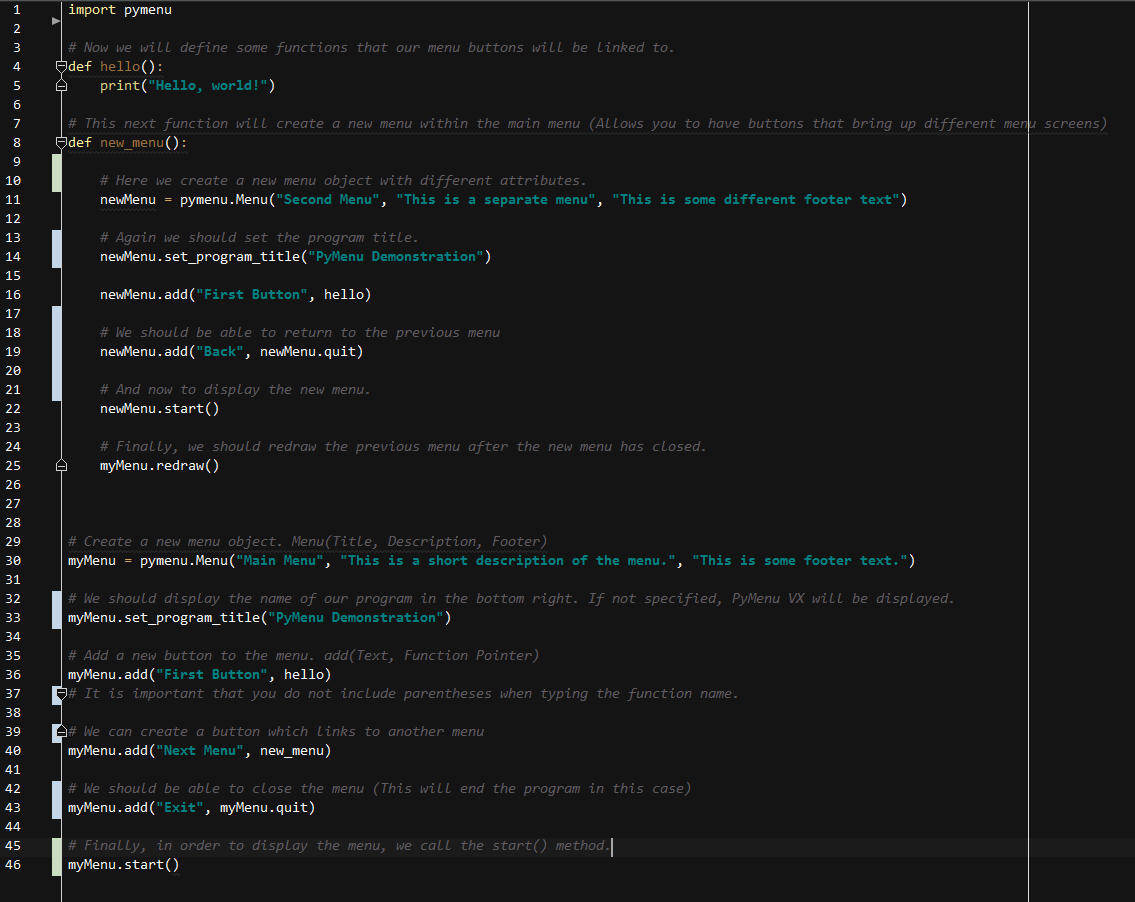 1 import pymenu
2
3 # Now we will define some functions that our menu buttons will be linked to.
4 def hello():
5     print("Hello, world!")
6
7 # This next function will create a new menu within the main menu (Allows you to have buttons that bring up different menu screens)
8 def new_menu():
9
10     # Here we create a new menu object with different attributes.
11     newMenu = pymenu.Menu("Second Menu", "This is a separate menu", "This is some different footer text")
12
13     # Again we should set the program title.
14     newMenu.set_program_title("PyMenu Demonstration")
15
16     newMenu.add("First Button", hello)
17
18     # We should be able to return to the previous menu
19     newMenu.add("Back", newMenu.quit)
20
21     # And now to display the new menu.
22     newMenu.start()
23
24     # Finally, we should redraw the previous menu after the new menu has closed.
25     myMenu.redraw()
26
27
28
29 # Create a new menu object. Menu(Title, Description, Footer)
30 myMenu = pymenu.Menu("Main Menu", "This is a short description of the menu.", "This is some footer text.")
31
32 # We should display the name of our program in the bottom right. If not specified, PyMenu VX will be displayed.
33 myMenu.set_program_title("PyMenu Demonstration")
34
35 # Add a new button to the menu. add(Text, Function Pointer)
36 myMenu.add("First Button", hello)
37 # It is important that you do not include parentheses when typing the function name.
38
39 # We can create a button which links to another menu
40 myMenu.add("Next Menu", new_menu)
41
42 # We should be able to close the menu (This will end the program in this case)
43 myMenu.add("Exit", myMenu.quit)
44
45 # Finally, in order to display the menu, we call the start() method.
46 myMenu.start()